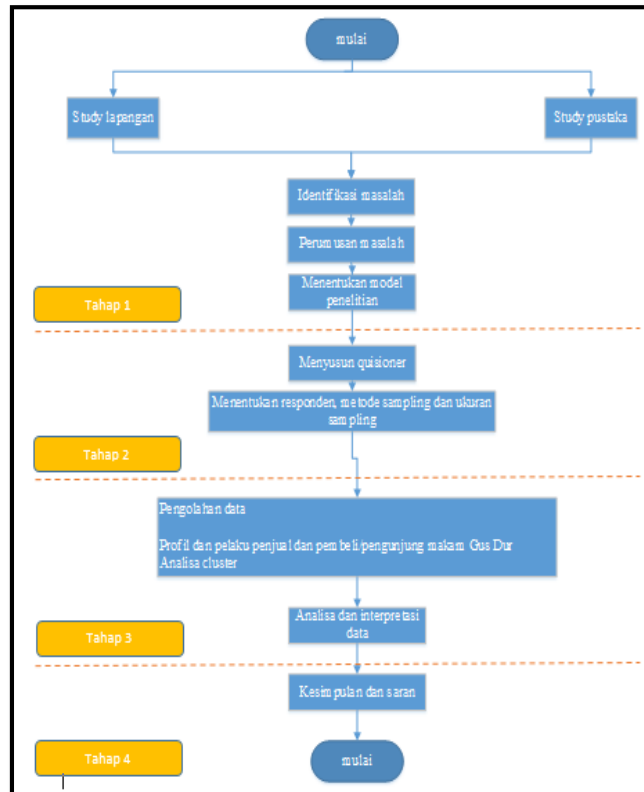 mulai
Study lapengan
Study pustaka
Identifikasi masalah
Perumusan masalah
Menentukan model
penelitian
Tahap 1
Menyusun quisioner
Menentukan responden, metode sampling dan ukuran
sampling
Tahap 2
Pengolahan data
Profil dan pelaku penjual dan pembeli/pengunjung makam Gus Dur
Analisa cluster
Analisa dan interpretasi
data
Tahap 3
Kesimpulan dan saran
mulai
Tahap 4